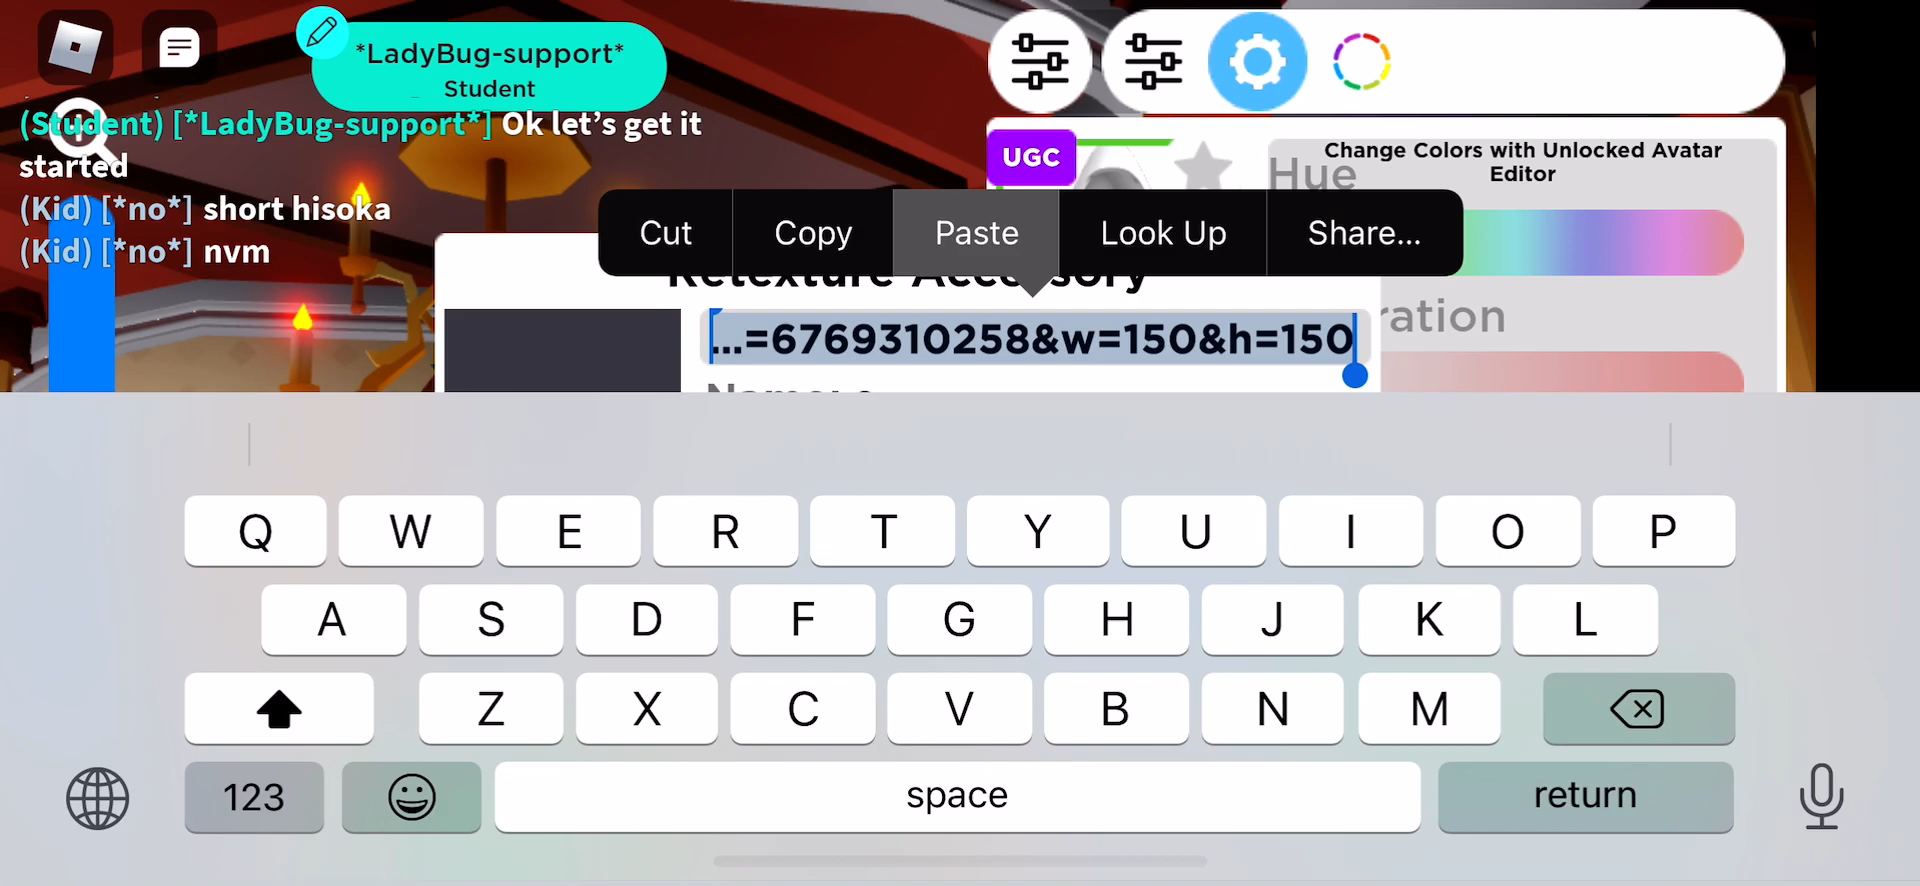 *LadyBug-support*
Student
(Student) [*LadyBug-support*] Ok let's get it
started
(Kid) [*no*] short hisoka
(Kid) [*no*] nvm
UGC
Change Colors with Unlocked Avatar
Editor
Hue
Cut Copy Paste Look Up Share...
Retexture Accessory
...=6769310258&w=150&h=150
ration
Q W E R T Y U I O P
A S D F G H J K L
Z X C V B N M
123 space return